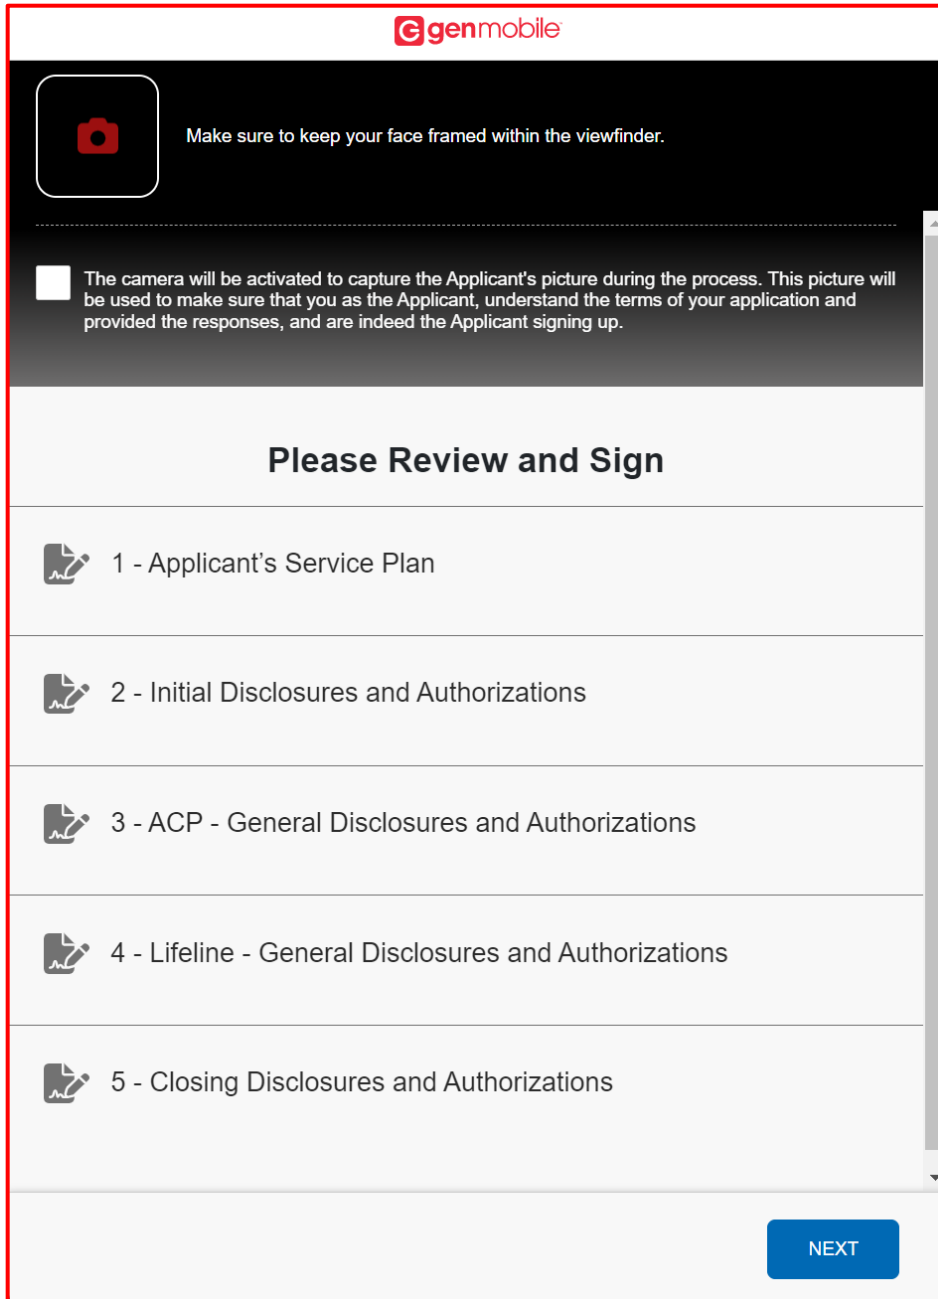 genmobile
Make sure to keep your face framed within the viewfinder.
The camera will be activated to capture the Applicant's picture during the process. This picture will
be used to make sure that you as the Applicant, understand the terms of your application and
provided the responses, and are indeed the Applicant signing up.
Please Review and Sign
1 - Applicant’s Service Plan
2 - Initial Disclosures and Authorizations
3 - ACP - General Disclosures and Authorizations
4 - Lifeline - General Disclosures and Authorizations
5 - Closing Disclosures and Authorizations
NEXT